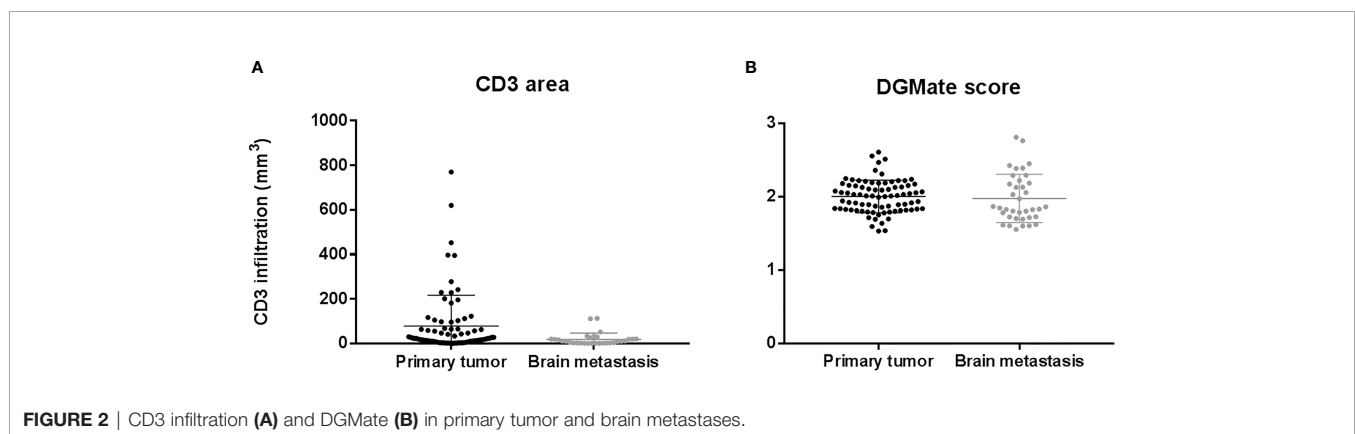 A
CD3 area
CD3 infiltration (mm³)
1000
800
600
400
200
0
Primary tumor Brain metastasis
B
DGMate score
3
2
1
0
Primary tumor Brain metastasis
FIGURE 2 | CD3 infiltration (A) and DGMate (B) in primary tumor and brain metastases.